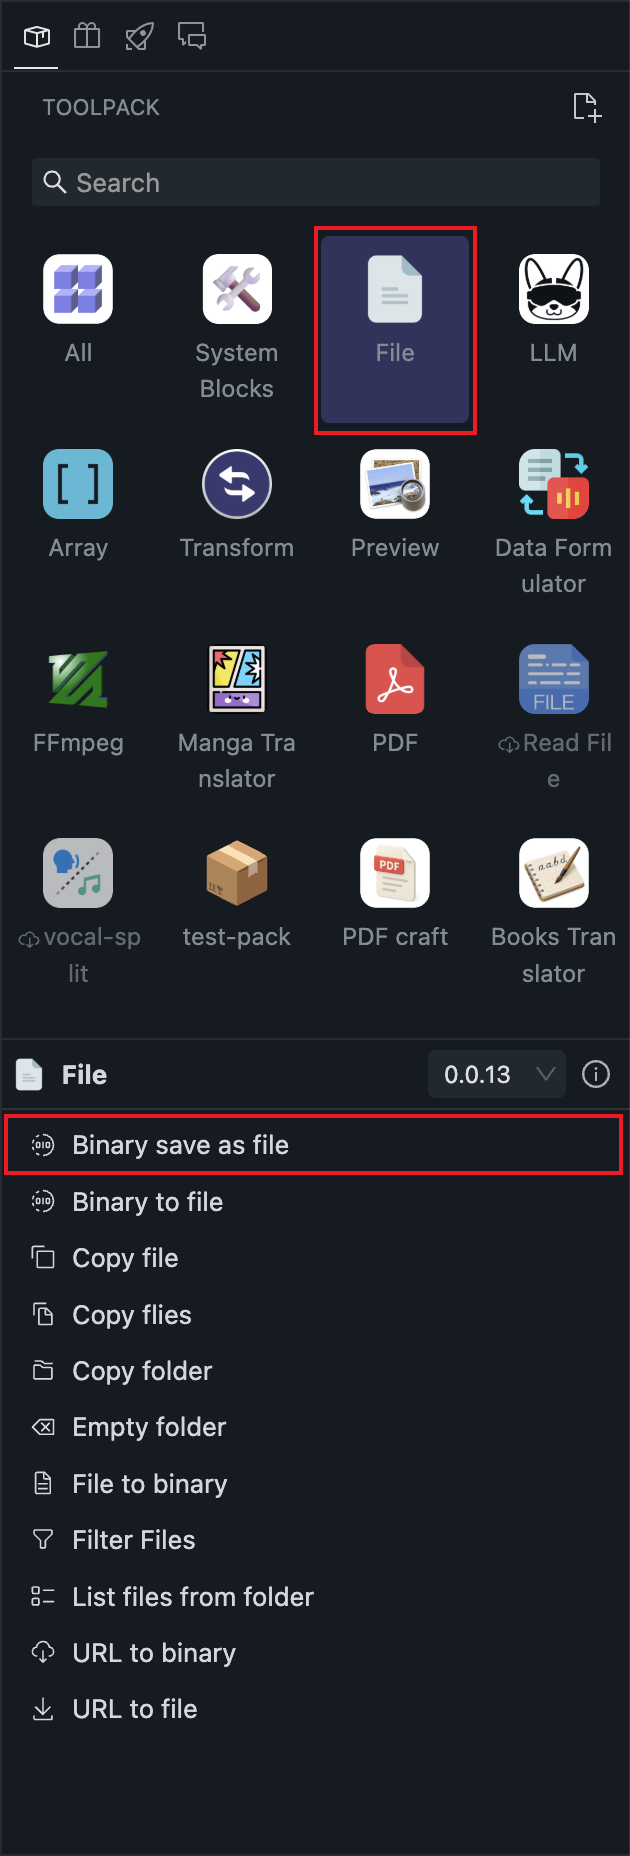 TOOLPACK
Search
All
System
Blocks
File
LLM
Array
Transform
Preview
Data Form
ulator
FFmpeg
Manga Tra
nslator
PDF
FILE
Read Fil
e
vocal-sp
lit
test-pack
PDF
PDF craft
aabd
Books Tran
slator
File
0.0.13
010
Binary save as file
010
Binary to file
Copy file
Copy flies
Copy folder
Empty folder
File to binary
Filter Files
List files from folder
URL to binary
URL to file